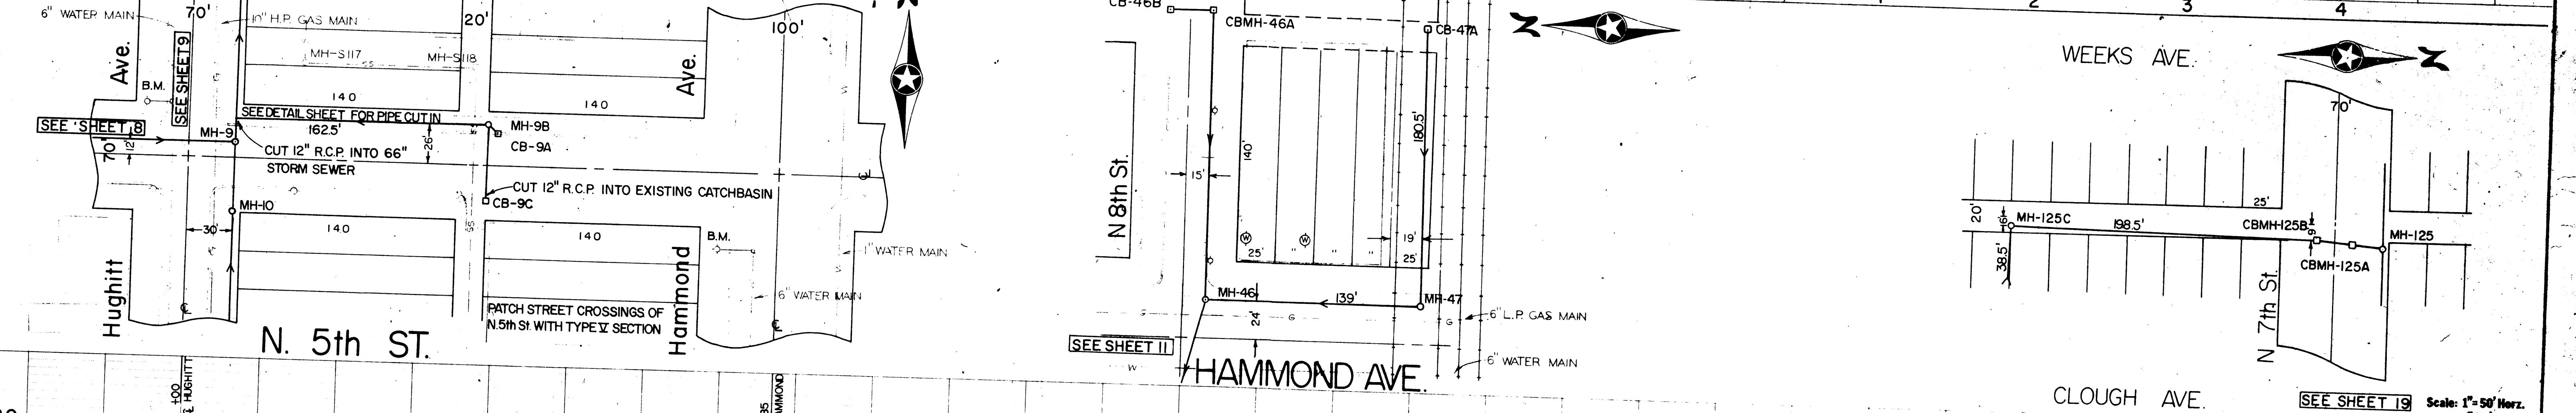 6" WATER MAIN
70'
10" H.P. GAS MAIN
20'
100'
Ave.
SEE SHEET 9
MH-S117
SS
MH-S118
B.M.
Ave.
140
140
SEE DETAIL SHEET FOR PIPE CUT IN
SEE SHEET 8
MH-9
162.5'
MH-9B
CB-9A
26'
70'
12'
CUT 12" R.C.P. INTO 66"
STORM SEWER
CUT 12" R.C.P. INTO EXISTING CATCHBASIN
CB-9C
MH-10
30'
140
140
B.M.
1" WATER MAIN
6" WATER MAIN
Hughitt
Hammond
PATCH STREET CROSSINGS OF
N.5th St. WITH TYPE V SECTION
N. 5th ST.
+00
HUGHITT
HAMMOND
CB-46B
CBMH-46A
CB-47A
N
N 8th St.
15'
140'
180.5'
W
W
25'
"
"
"
19'
25'
MH-46
139'
MH-47
24'
G
G
G
6" L.P. GAS MAIN
SEE SHEET 11
W
HAMMOND AVE.
6" WATER MAIN
2
3
4
WEEKS AVE.
N
70'
25'
20'
6'
MH-125C
198.5'
CBMH-125B
9'
MH-125
CBMH-125A
38.5'
N 7th St.
CLOUGH AVE.
SEE SHEET 19
Scale: 1"=50' Horz.